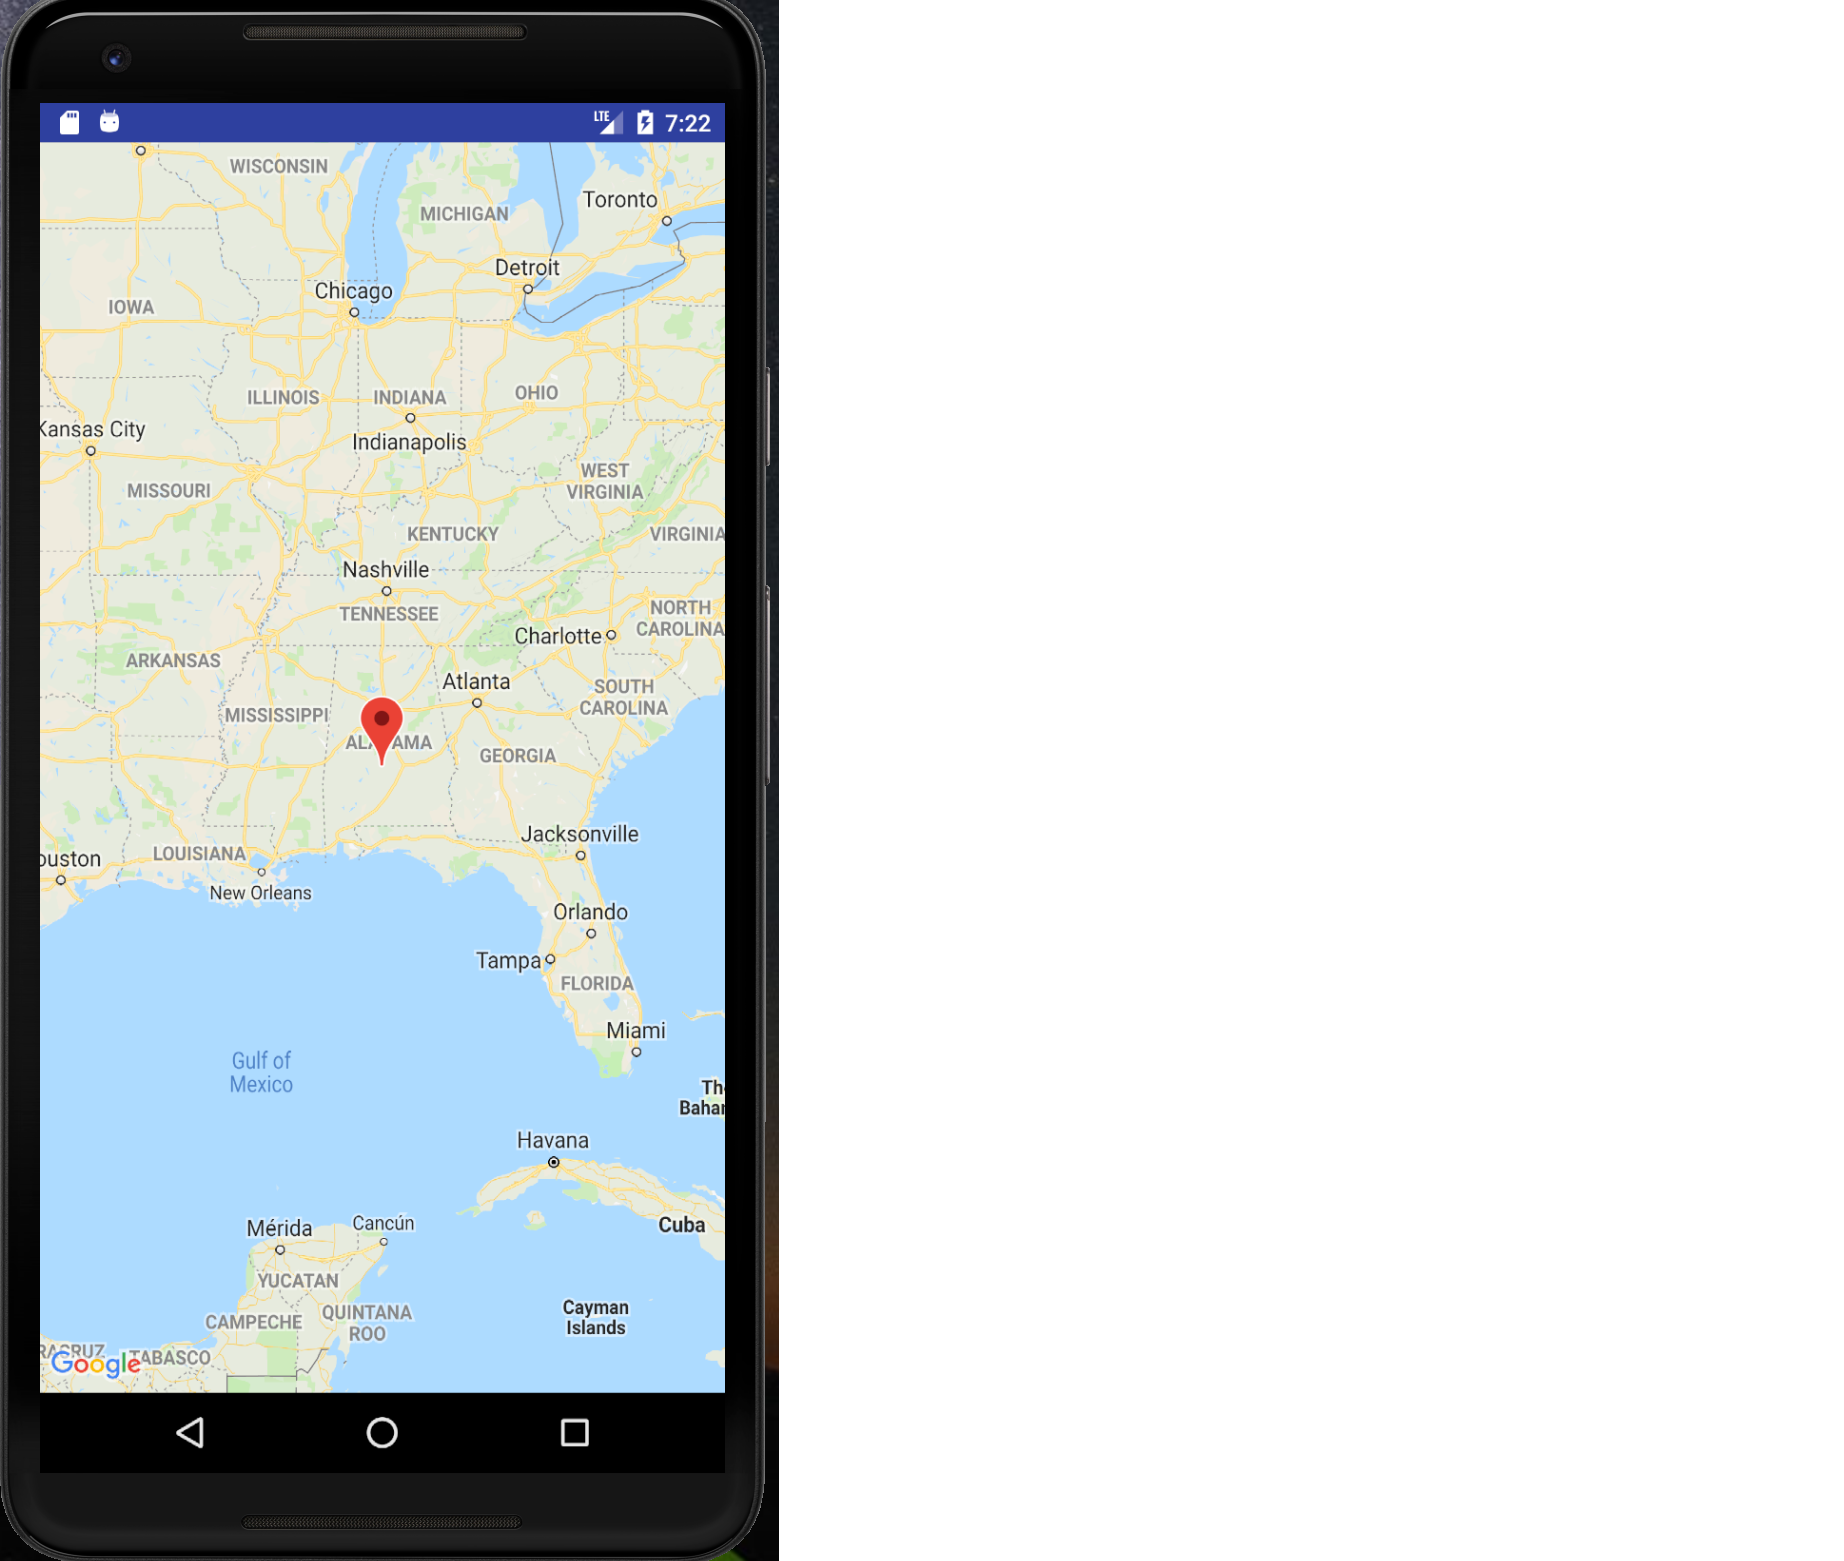 LTE
7:22
WISCONSIN
Toronto
MICHIGAN
Detroit
Chicago
IOWA
ILLINOIS
INDIANA
OHIO
Kansas City
Indianapolis
WEST
VIRGINIA
MISSOURI
KENTUCKY
VIRGINIA
Nashville
TENNESSEE
NORTH
CAROLINA
Charlotte
ARKANSAS
Atlanta
SOUTH
CAROLINA
MISSISSIPPI
AL AMA
GEORGIA
Jacksonville
LOUISIANA
ouston
New Orleans
Orlando
Tampa
FLORIDA
Miami
Gulf of
Mexico
Th
Bahar
Havana
Mérida
Cancún
Cuba
YUCATAN
CAMPECHE
QUINTANA
ROO
Cayman
Islands
RACRUZ
TABASCO
Google